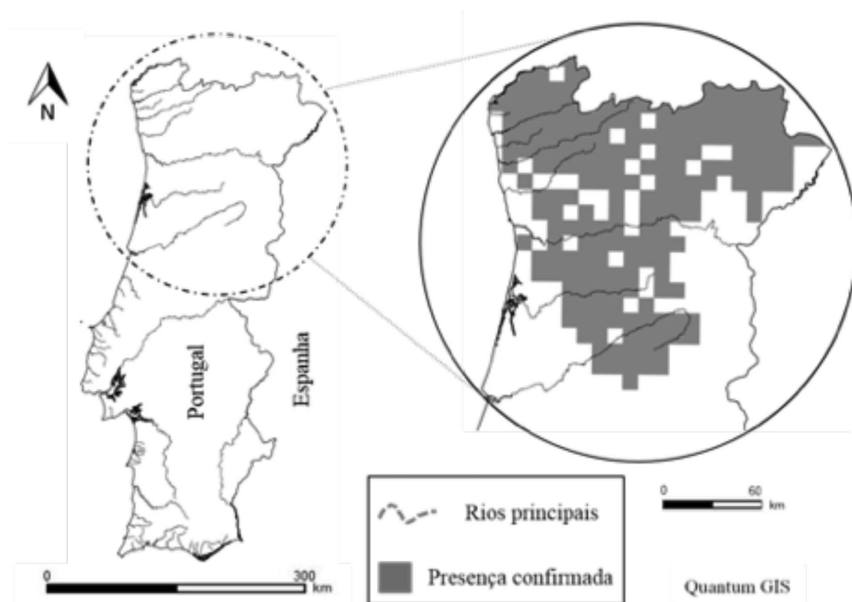 N
Portugal
Espanha
0 300
km
Rios principais
Presença confirmada
0 60
km
Quantum GIS